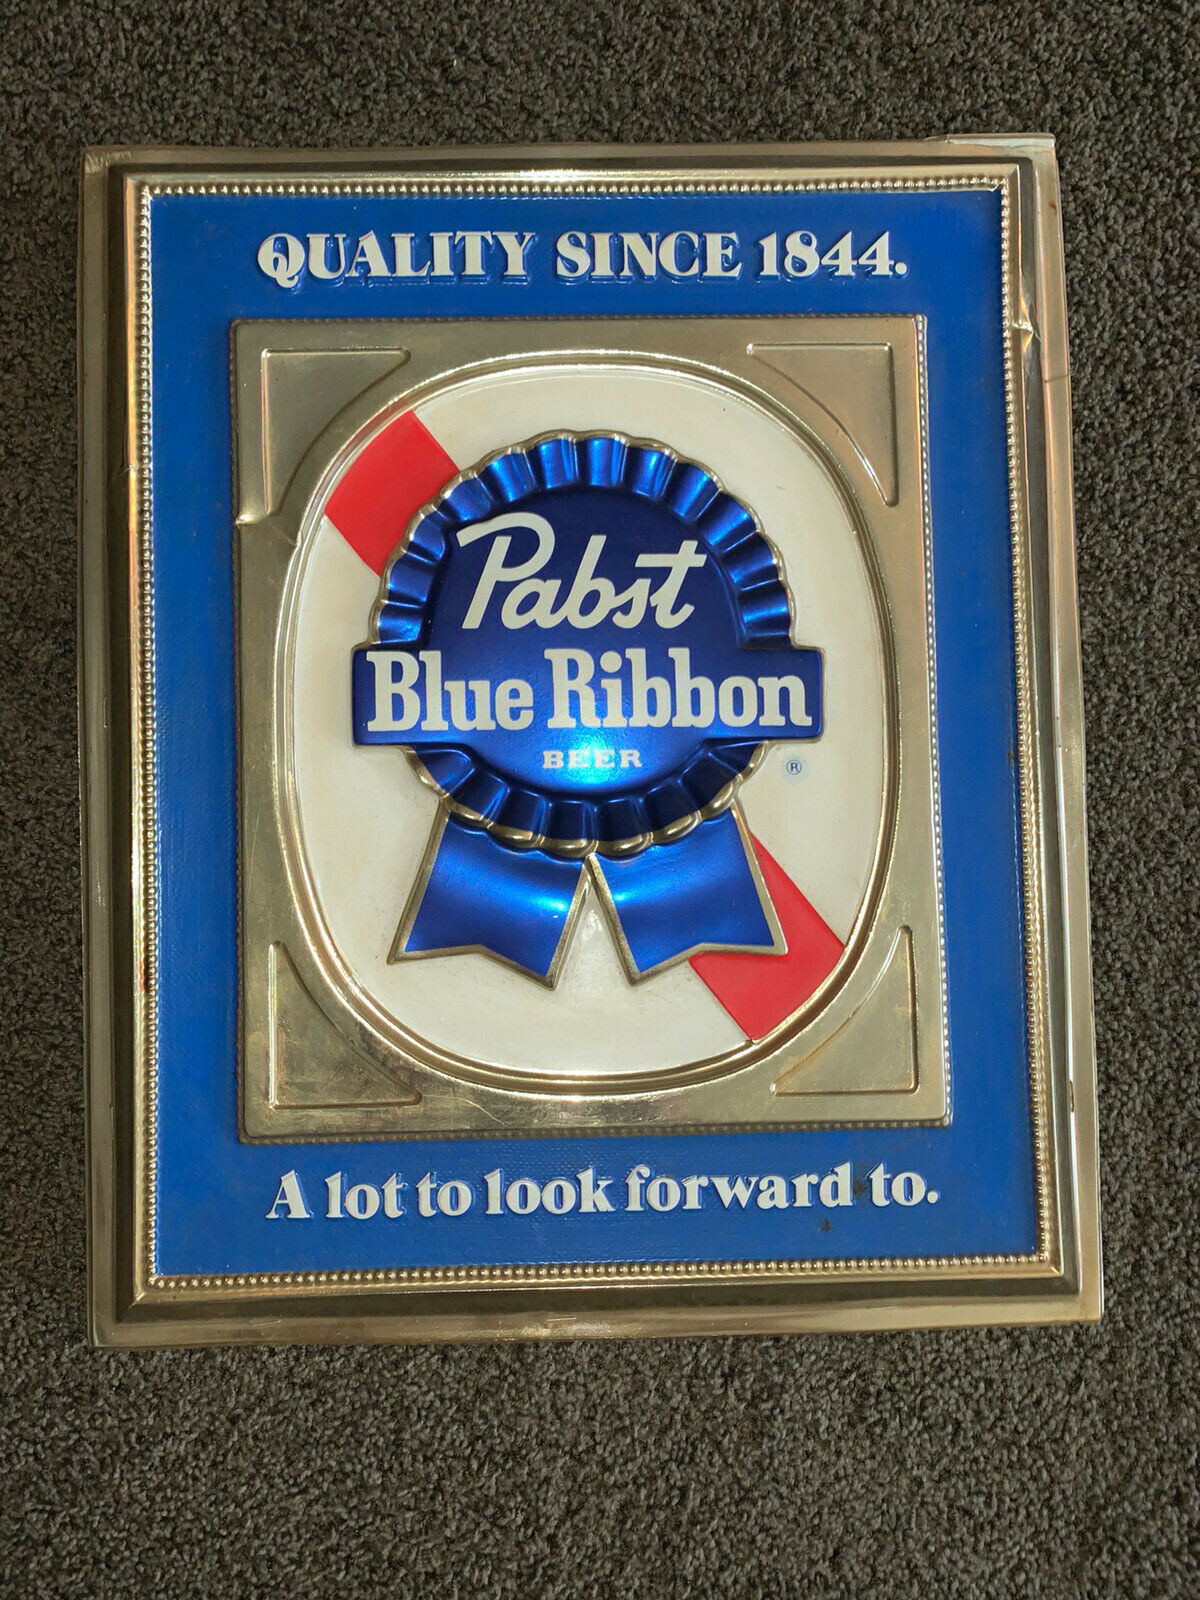 QUALITY SINCE 1844.
Pabst
Blue Ribbon
BEER
®
A lot to look forward to.